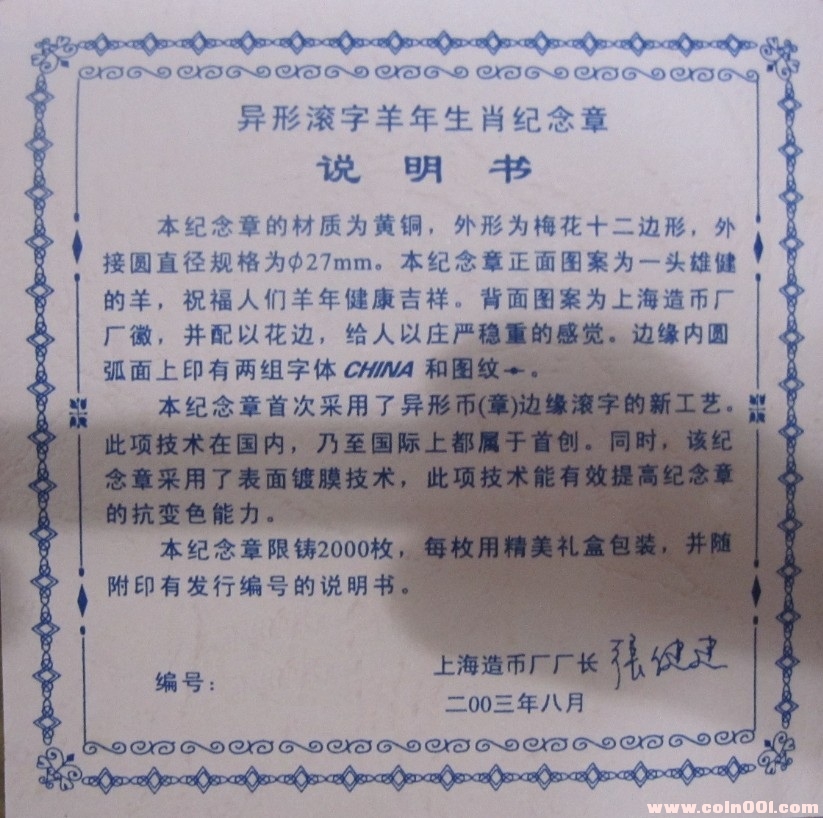 异形滚字羊年生肖纪念章
说 明 书
本纪念章的材质为黄铜，外形为梅花十二边形，外
接圆直径规格为φ27mm。本纪念章正面图案为一头雄健
的羊，祝福人们羊年健康吉祥。背面图案为上海造币厂
厂徽，并配以花边，给人以庄严稳重的感觉。边缘内圆
弧面上印有两组字体CHINA和图纹 。
本纪念章首次采用了异形币(章)边缘滚字的新工艺。
此项技术在国内，乃至国际上都属于首创。同时，该纪
念章采用了表面镀膜技术，此项技术能有效提高纪念章
的抗变色能力。
本纪念章限铸2000枚，每枚用精美礼盒包装，并随
附印有发行编号的说明书。
上海造币厂厂长 張健建
编号：
二00三年八月
www.coin001.com